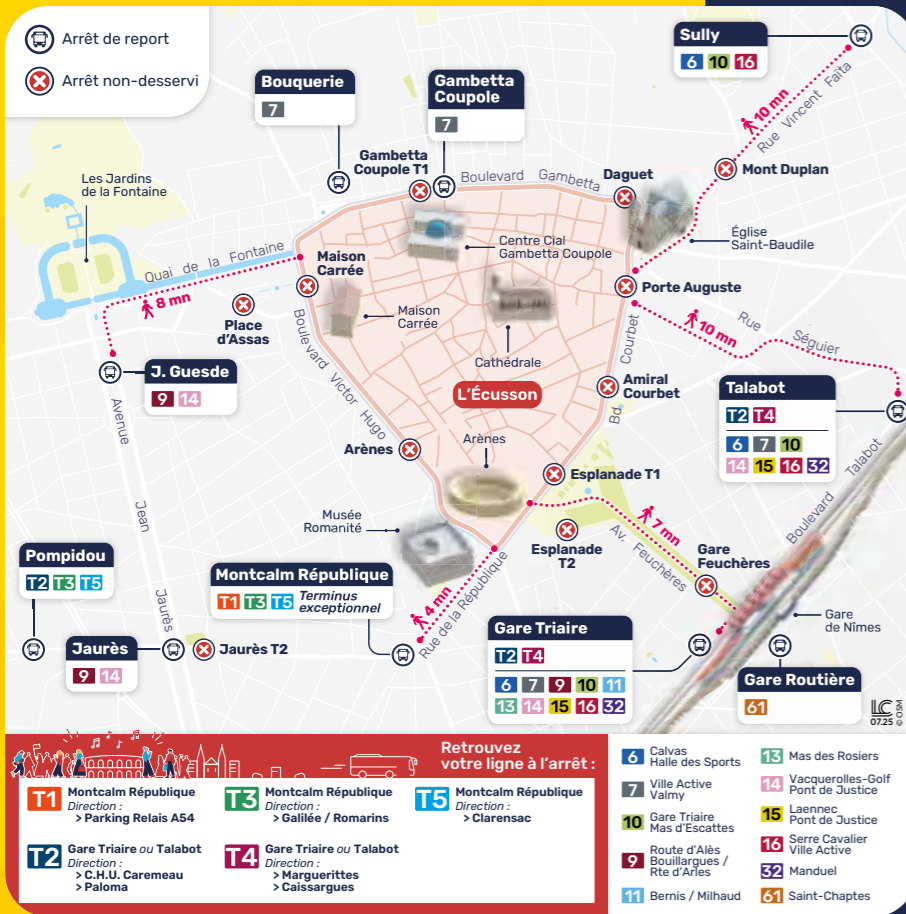 Arrêt de report
Arrêt non-desservi
Sully
6 10 16
Bouquerie
7
Gambetta
Coupole
7
10 mn
Rue Vincent Faïta
Gambetta
Coupole T1
Boulevard Gambetta
Daguet
Mont Duplan
Les Jardins
de la Fontaine
Église
Saint-Baudile
Centre Cial
Gambetta Coupole
Quai de la Fontaine
Maison
Carrée
Porte Auguste
8 mn
Place
d'Assas
Maison
Carrée
Cathédrale
Boulevard Victor Hugo
Bd. Courbet
10 mn
Rue Séguier
J. Guesde
9 14
L'Écusson
Amiral
Courbet
Talabot
T2 T4
6 7 10
14 15 16 32
Avenue Jean Jaurès
Arènes
Arènes
Esplanade T1
Boulevard Talabot
Musée
Romanité
Esplanade
T2
7 mn
Av. Feuchères
Gare
Feuchères
Pompidou
T2 T3 T5
Montcalm République
T1 T3 T5 Terminus
exceptionnel
4 mn
Rue de la République
Gare Triaire
T2 T4
6 7 9 10 11
13 14 15 16 32
Gare
de Nîmes
Jaurès
9 14
Jaurès T2
Gare Routière
61
LC
07.25 © OSM
Retrouvez
votre ligne à l'arrêt :
T1 Montcalm République
Direction :
> Parking Relais A54
T3 Montcalm République
Direction :
> Galilée / Romarins
T5 Montcalm République
Direction :
> Clarensac
T2 Gare Triaire ou Talabot
Direction :
> C.H.U. Caremeau
> Paloma
T4 Gare Triaire ou Talabot
Direction :
> Marguerittes
> Caissargues
6 Calvas
Halle des Sports
7 Ville Active
Valmy
10 Gare Triaire
Mas d'Escattes
9 Route d'Alès
Bouillargues /
Rte d'Arles
11 Bernis / Milhaud
13 Mas des Rosiers
14 Vacquerolles-Golf
Pont de Justice
15 Laennec
Pont de Justice
16 Serre Cavalier
Ville Active
32 Manduel
61 Saint-Chaptes